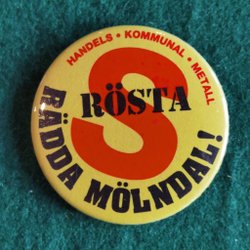 HANDELS • KOMMUNAL • METALL
S
RÖSTA
RÄDDA MÖLNDAL!